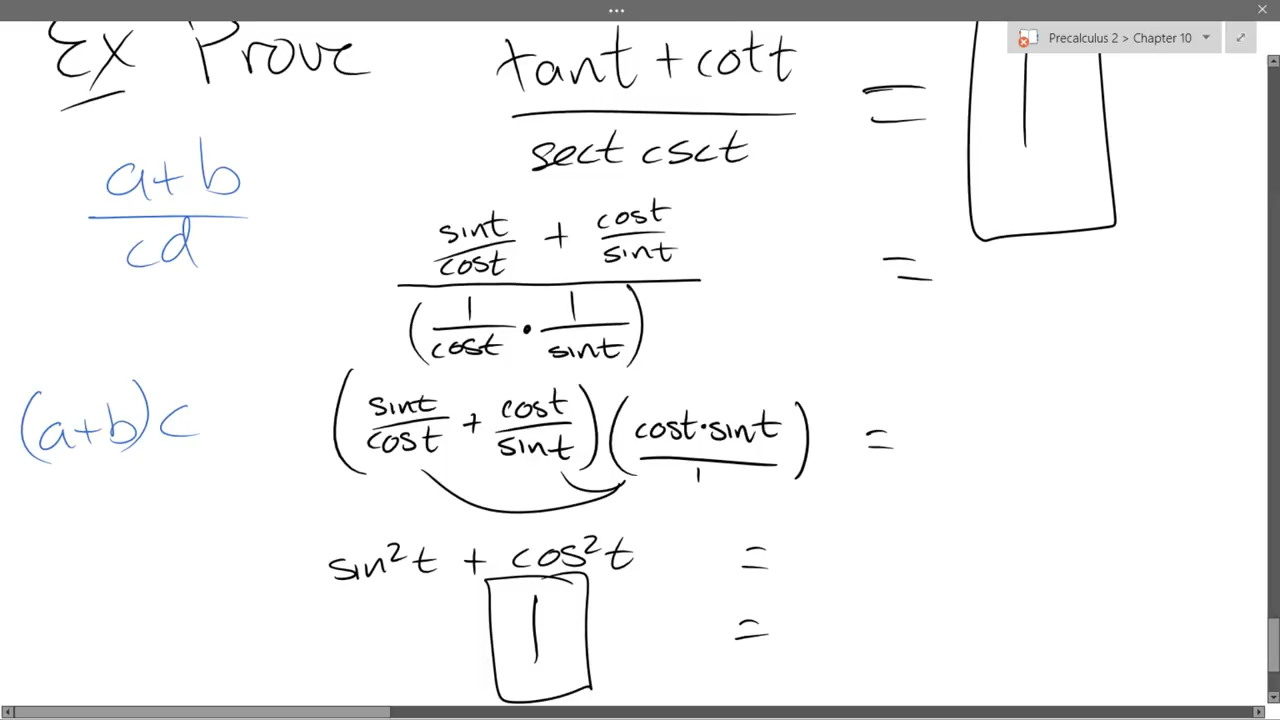 Precalculus 2 > Chapter 10
Ex Prove (tant + cott)/(sect csct) = 1
(a+b)/(cd)
(sint/cost + cost/sint)/(1/cost · 1/sint) =
(a+b)c
(sint/cost + cost/sint)(cost·sint/1) =
sin²t + cos²t =
1 =